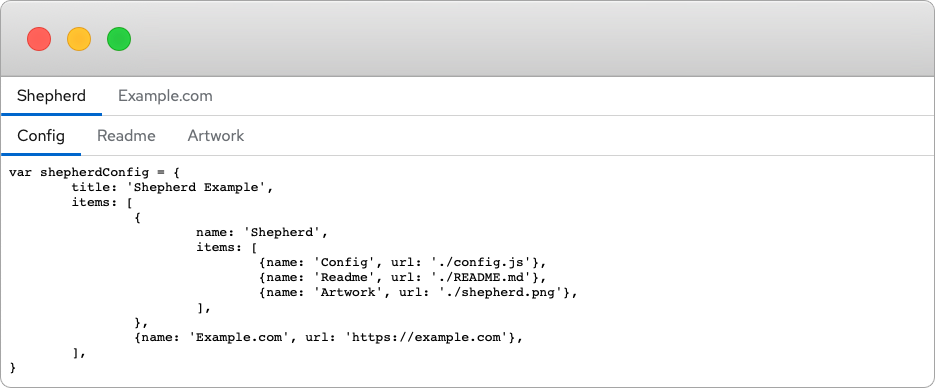 Shepherd Example.com
Config Readme Artwork
var shepherdConfig = {
        title: 'Shepherd Example',
        items: [
                {
                        name: 'Shepherd',
                        items: [
                                {name: 'Config', url: './config.js'},
                                {name: 'Readme', url: './README.md'},
                                {name: 'Artwork', url: './shepherd.png'},
                        ],
                },
                {name: 'Example.com', url: 'https://example.com'},
        ],
}